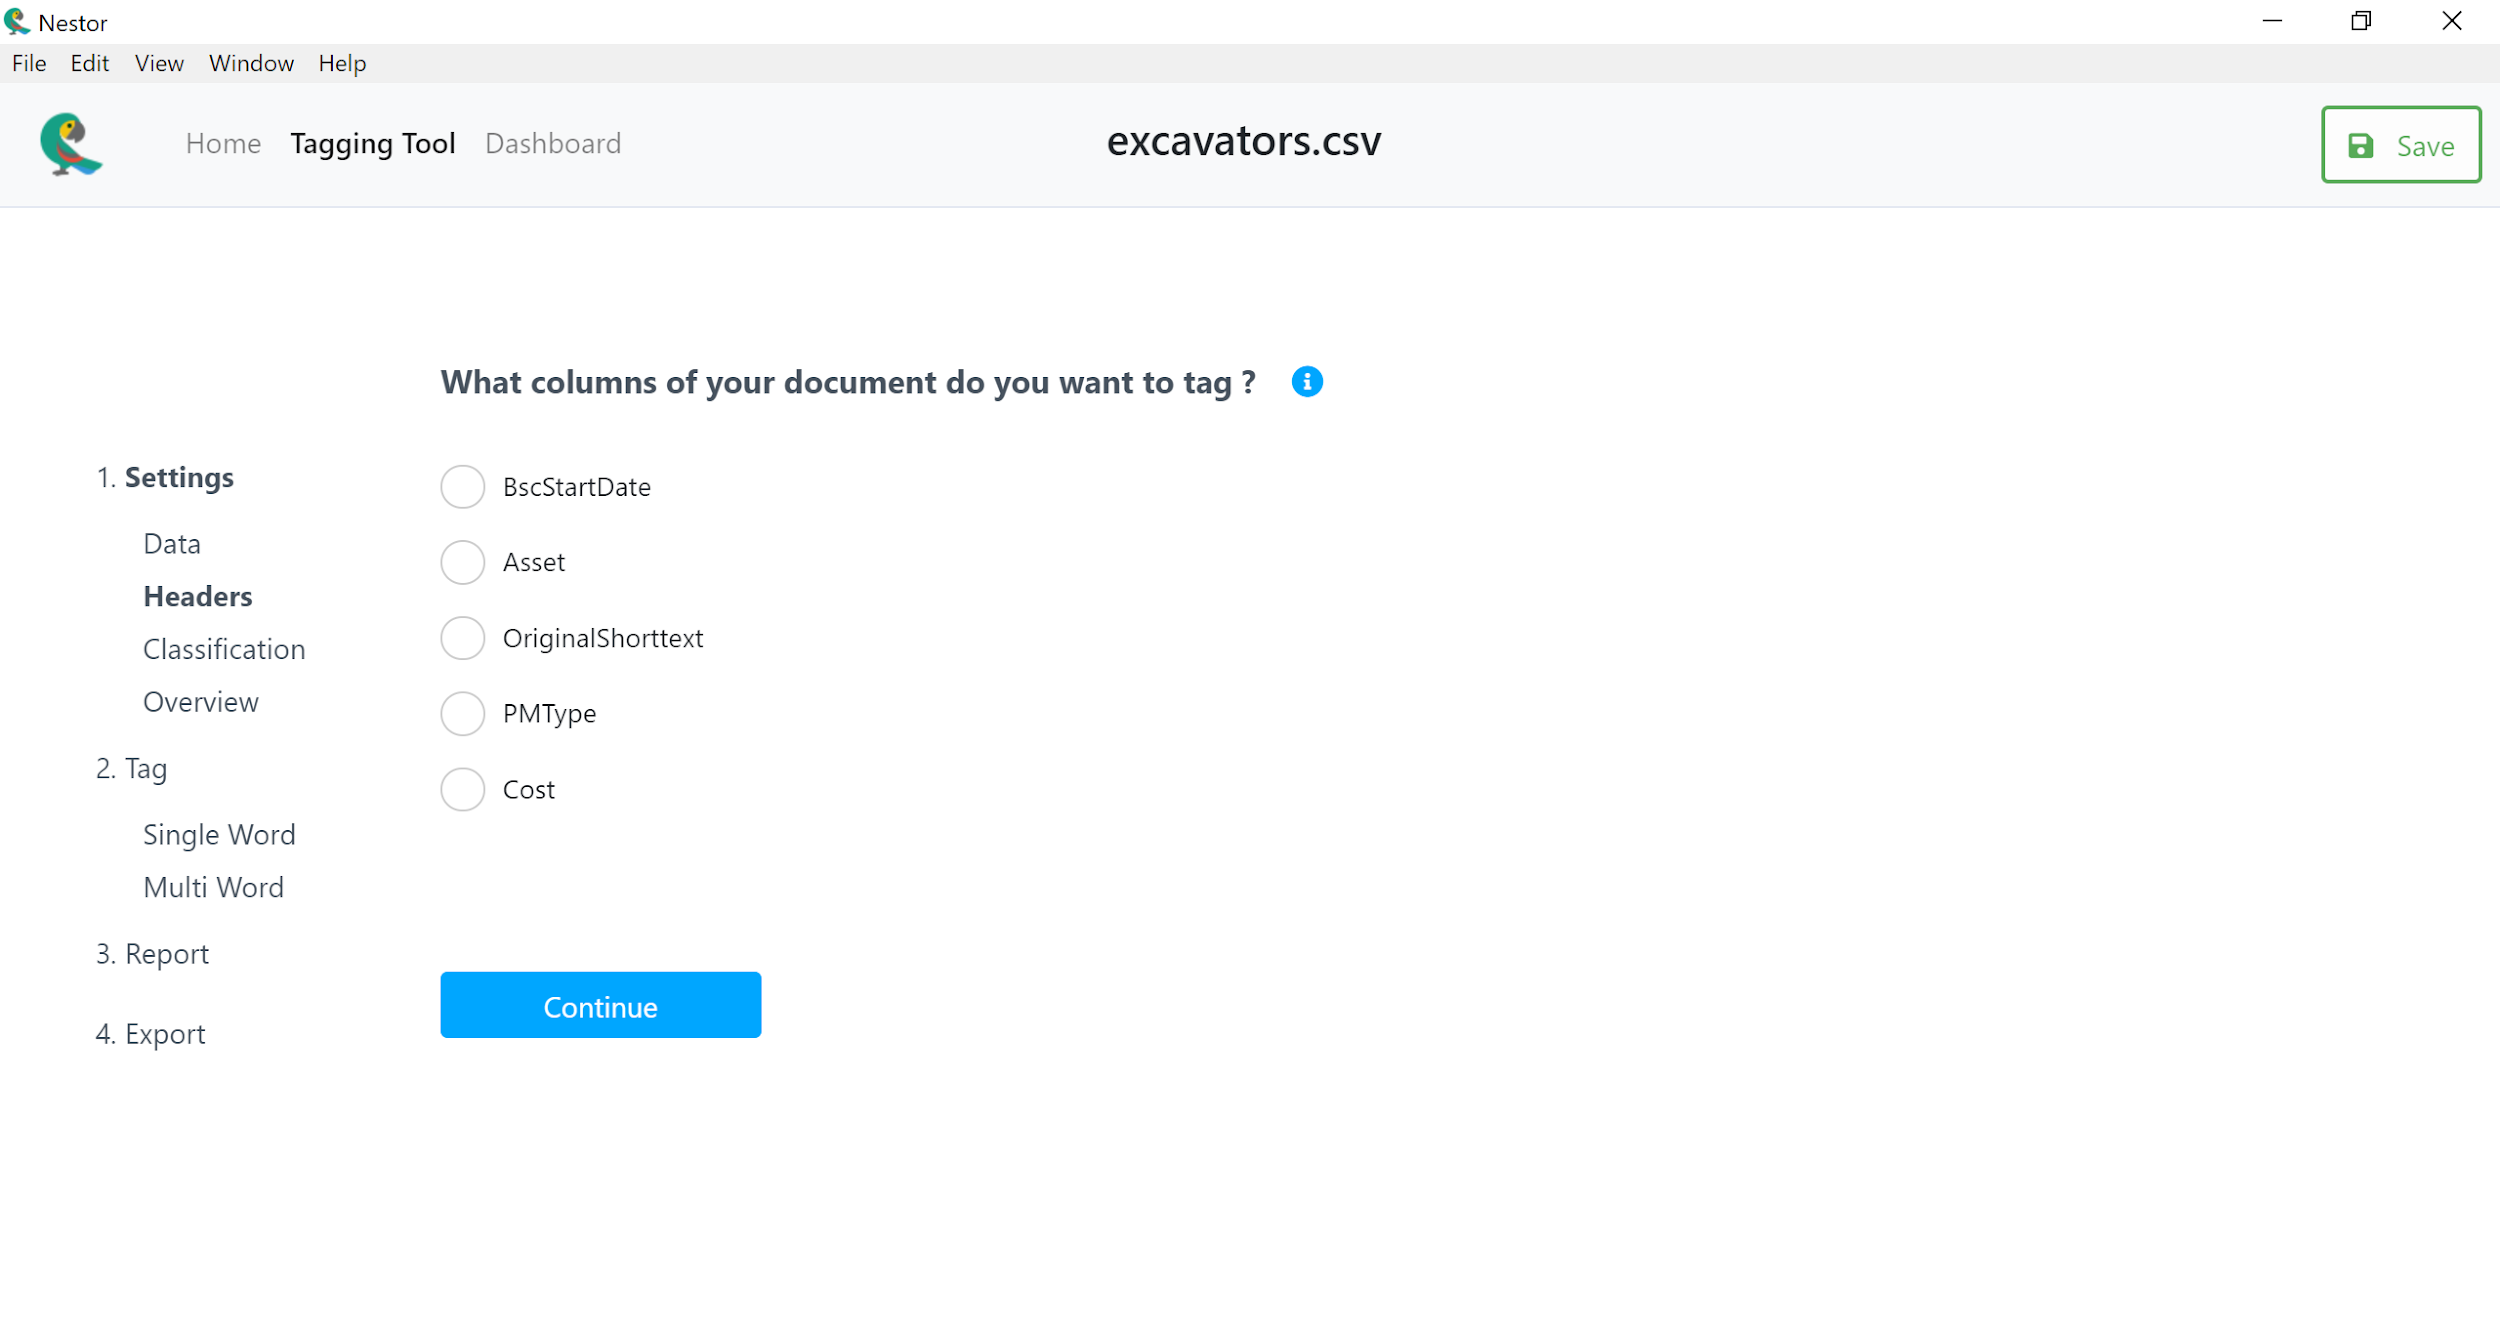 Nestor
File Edit View Window Help
Home Tagging Tool Dashboard
excavators.csv
Save
What columns of your document do you want to tag ?
1. Settings
Data
Headers
Classification
Overview
2. Tag
Single Word
Multi Word
3. Report
4. Export
BscStartDate
Asset
OriginalShorttext
PMType
Cost
Continue